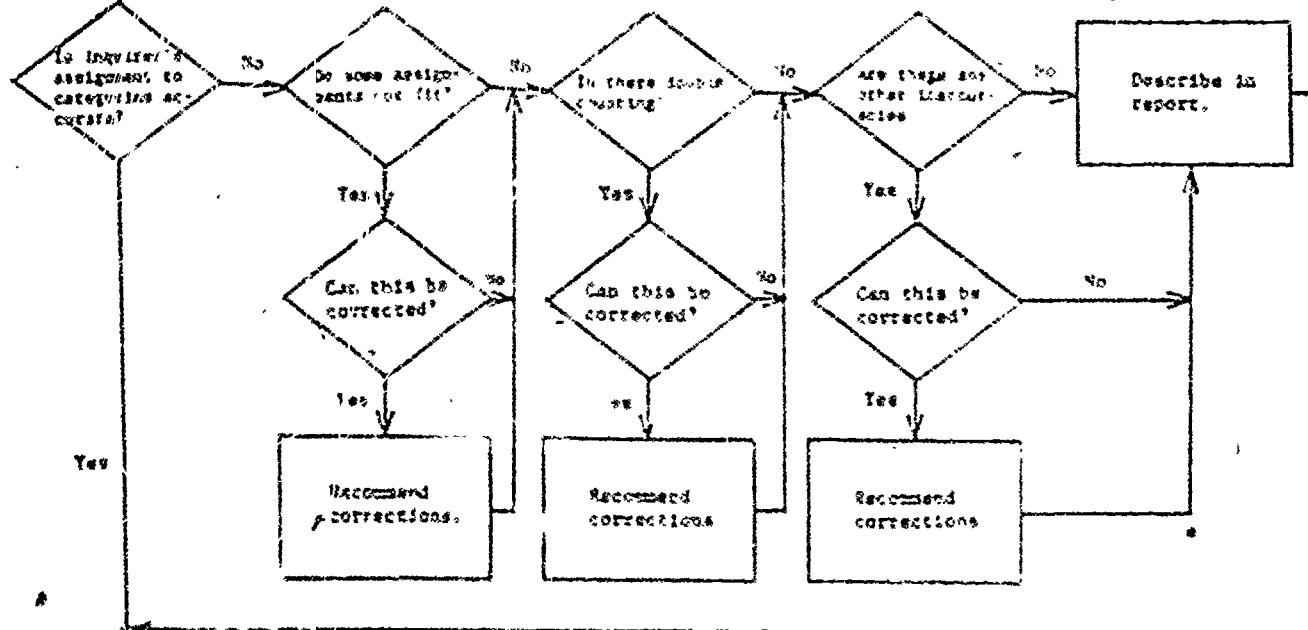 Is inquirer's
assignment to
categories ac-
curate?
No
Do some assign-
ments not fit?
No
Is there double
counting?
No
Are there any
other inaccur-
acies
No
Describe in
report.
Yes
Yes
Yes
Can this be
corrected?
No
Can this be
corrected?
No
Can this be
corrected?
No
Yes
Yes
Yes
Recommend
corrections.
Recommend
corrections
Recommend
corrections